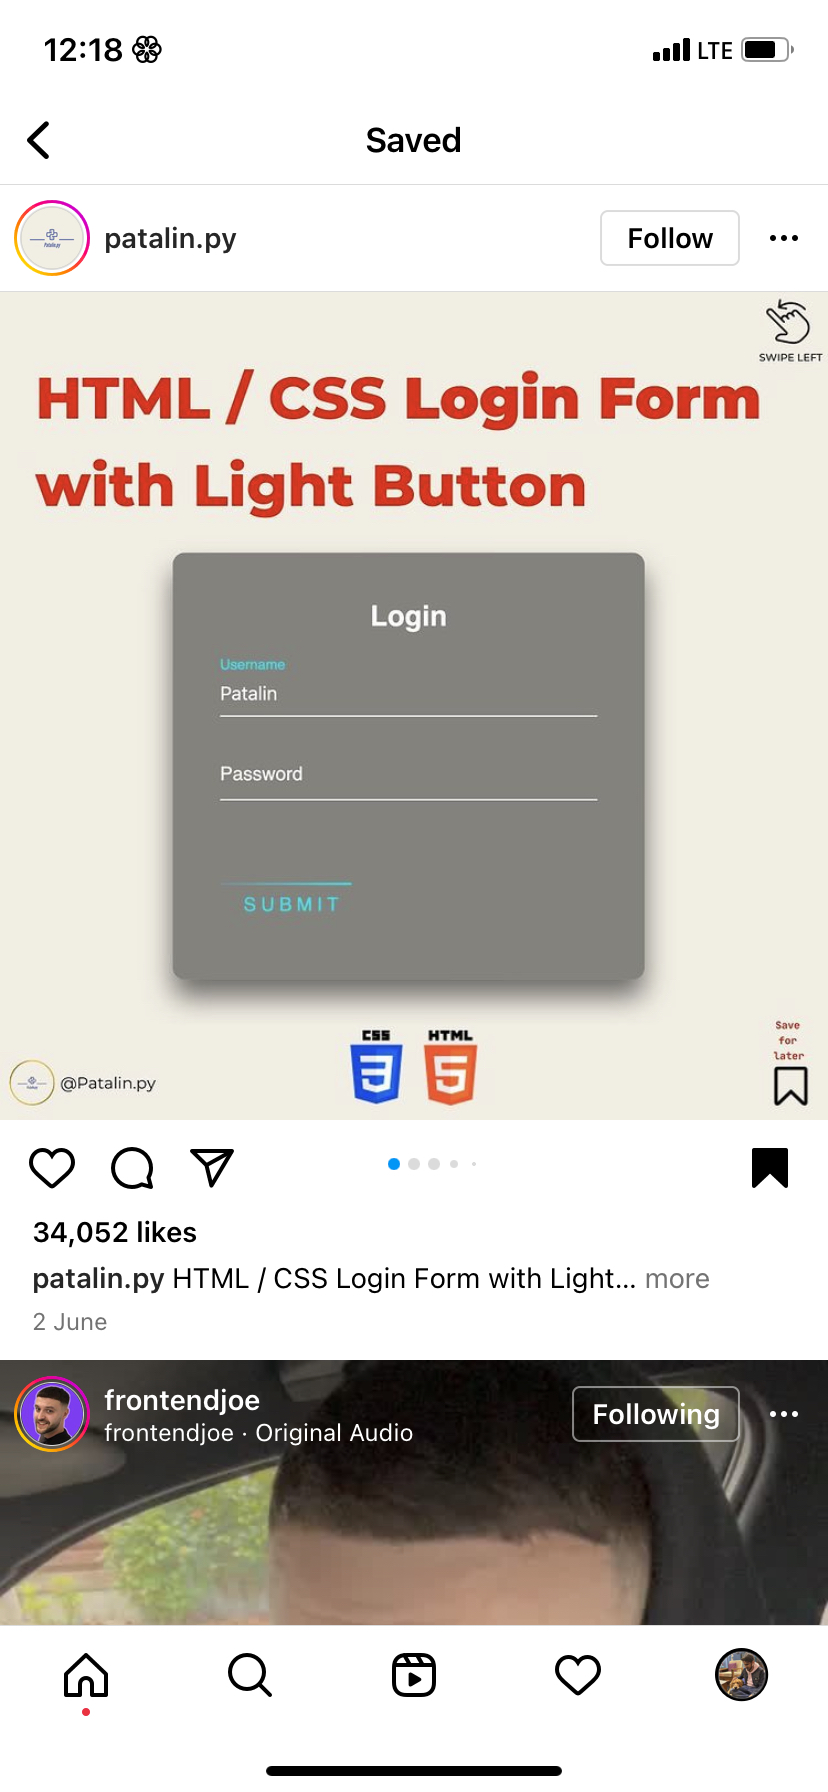 12:18
LTE
Saved
patalin.py
Follow
SWIPE LEFT
HTML / CSS Login Form
with Light Button
Login
Username
Patalin
Password
SUBMIT
CSS HTML
Save
for
later
@Patalin.py
34,052 likes
patalin.py HTML / CSS Login Form with Light... more
2 June
frontendjoe
frontendjoe · Original Audio
Following